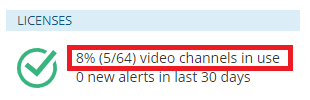 LICENSES
8% (5/64) video channels in use
0 new alerts in last 30 days